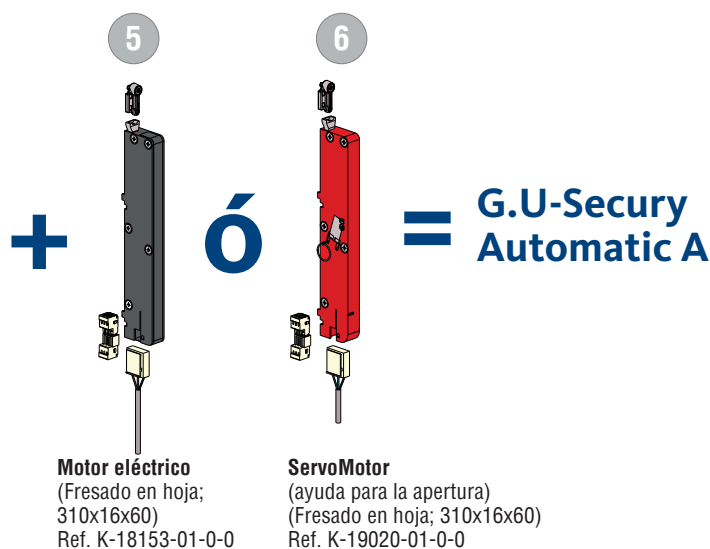 5
6
+
ó
=
G.U-Secury
Automatic A
Motor eléctrico
(Fresado en hoja;
310x16x60)
Ref. K-18153-01-0-0
ServoMotor
(ayuda para la apertura)
(Fresado en hoja; 310x16x60)
Ref. K-19020-01-0-0